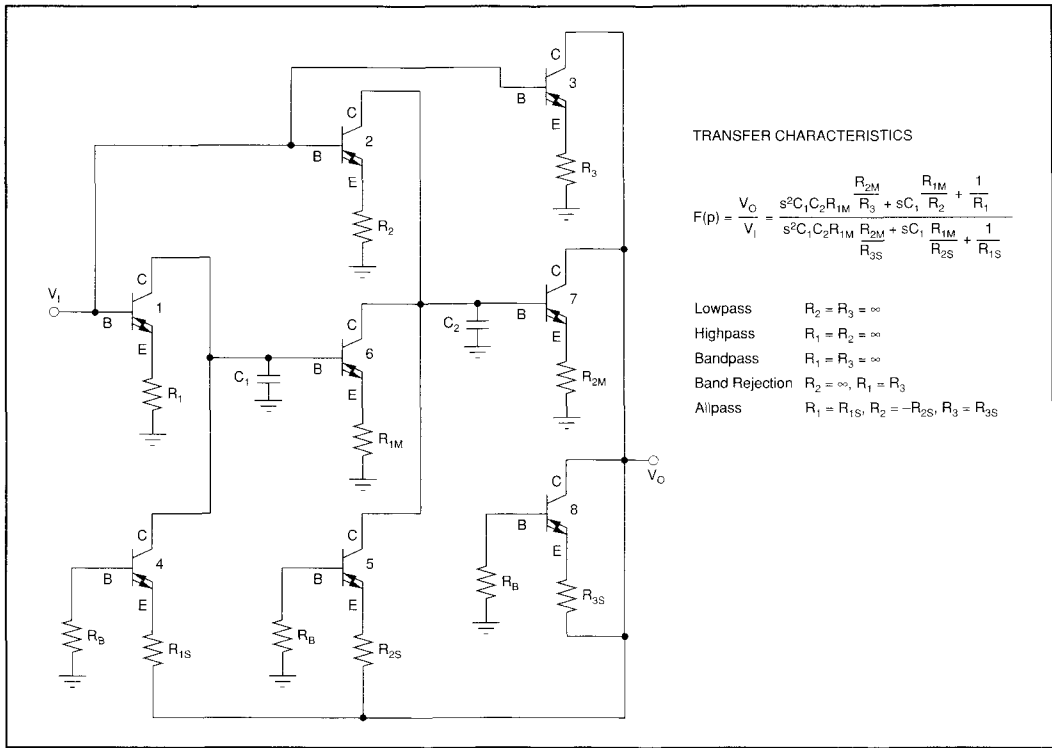 C
3
B
E
R3
C
2
B
E
R2
VI
C
1
B
E
R1
C1
C
6
B
E
R1M
C2
C
7
B
E
R2M
C
4
B
E
RB
R1S
C
5
B
E
RB
R2S
C
8
B
E
RB
R3S
VO
TRANSFER CHARACTERISTICS
F(p) = VO/VI = (s²C1C2R1M R2M/R3 + sC1 R1M/R2 + 1/R1) / (s²C1C2R1M R2M/R3S + sC1 R1M/R2S + 1/R1S)
Lowpass R2 = R3 = ∞
Highpass R1 = R2 = ∞
Bandpass R1 = R3 = ∞
Band Rejection R2 = ∞, R1 = R3
Allpass R1 = R1S, R2 = −R2S, R3 = R3S